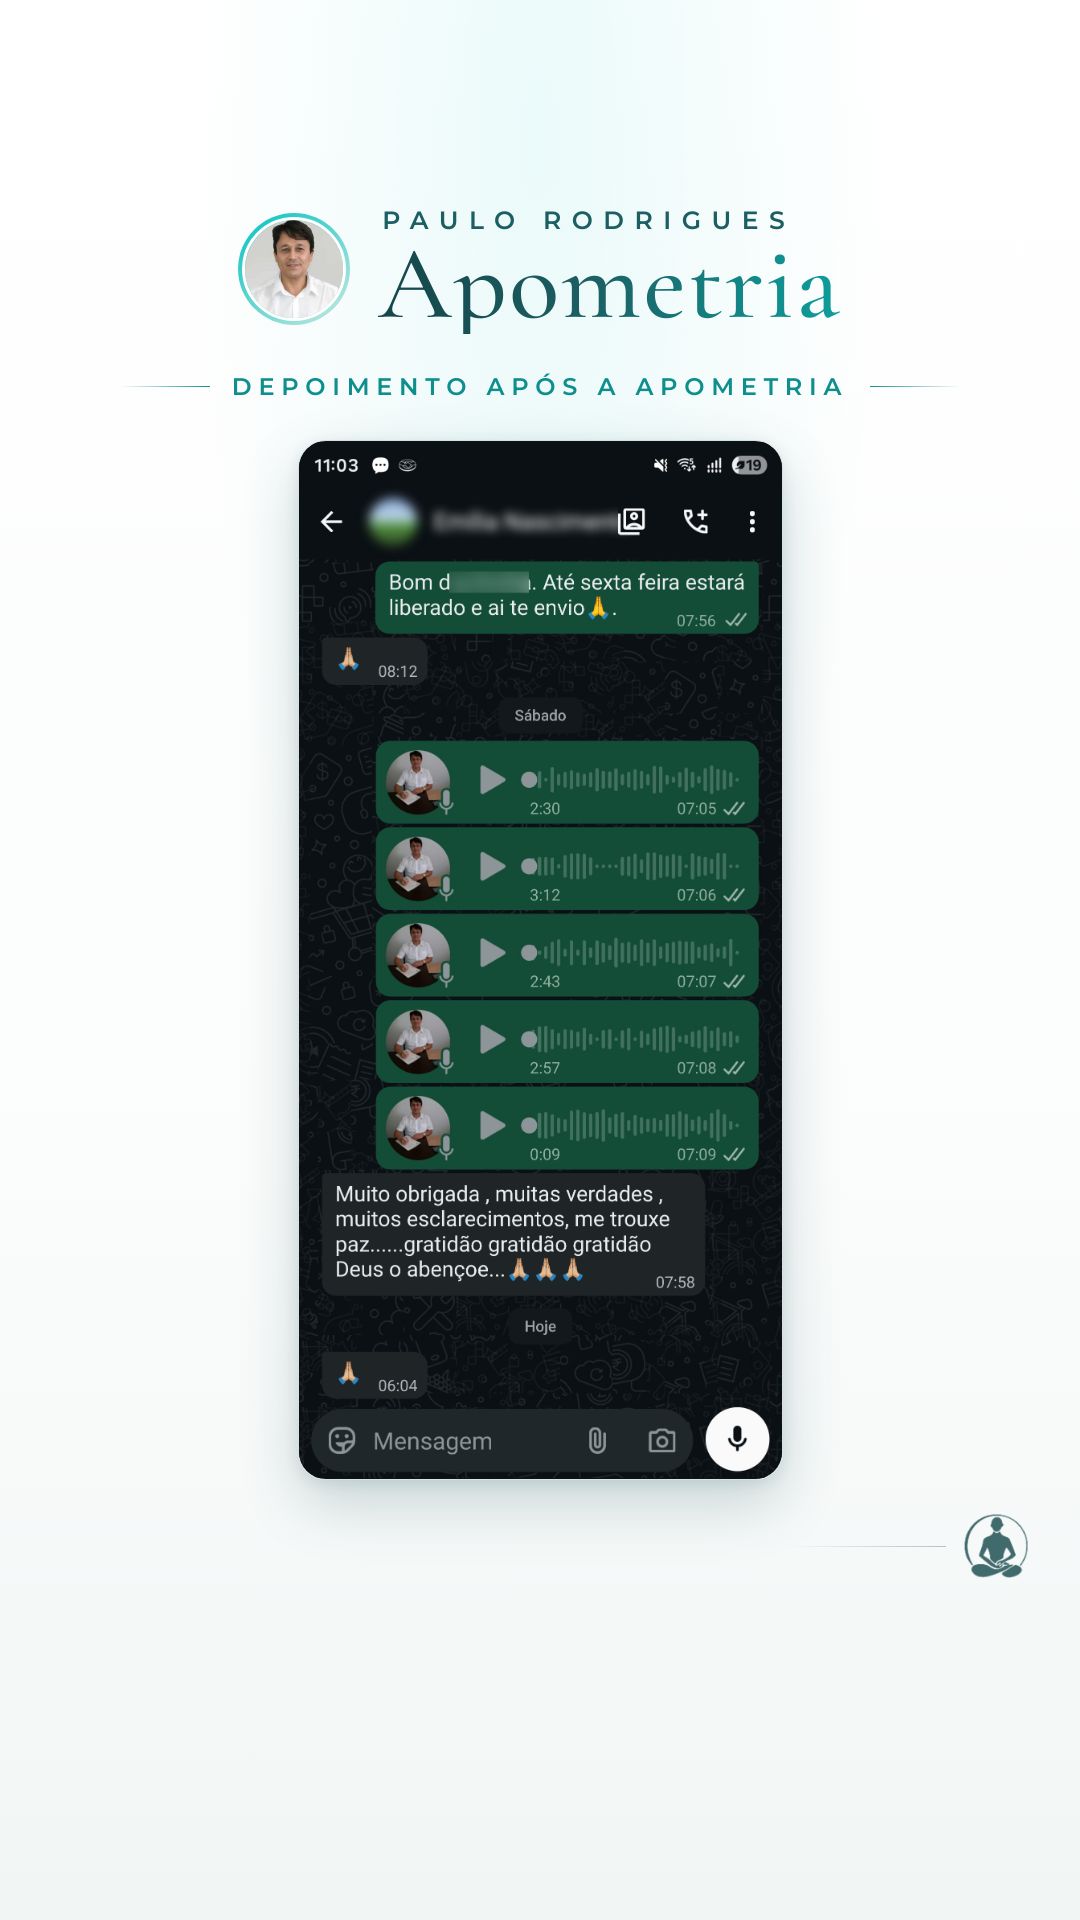 PAULO RODRIGUES
Apometria
DEPOIMENTO APÓS A APOMETRIA
11:03
19
Bom d. Até sexta feira estará
liberado e ai te envio🙏.
07:56
🙏🏻
08:12
Sábado
2:30
07:05
3:12
07:06
2:43
07:07
2:57
07:08
0:09
07:09
Muito obrigada , muitas verdades ,
muitos esclarecimentos, me trouxe
paz......gratidão gratidão gratidão
Deus o abençoe...🙏🏻🙏🏻🙏🏻
07:58
Hoje
🙏🏻
06:04
Mensagem